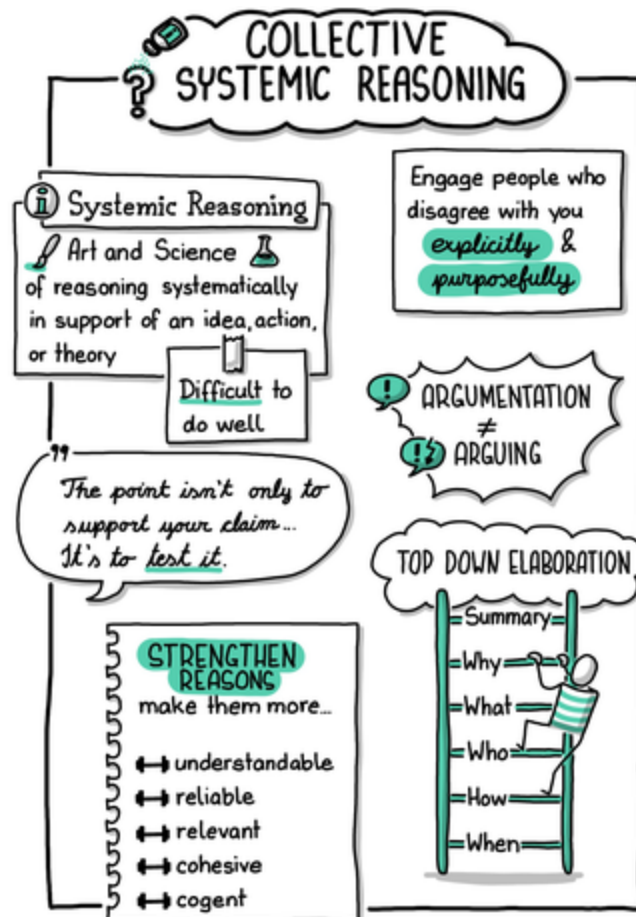 COLLECTIVE
SYSTEMIC REASONING
Systemic Reasoning
Art and Science
of reasoning systematically
in support of an idea, action,
or theory
Difficult to
do well
Engage people who
disagree with you
explicitly &
purposefully
ARGUMENTATION
≠
ARGUING
The point isn't only to
support your claim...
It's to test it.
TOP DOWN ELABORATION
Summary
Why
What
Who
How
When
STRENGTHEN
REASONS
make them more...
understandable
reliable
relevant
cohesive
cogent